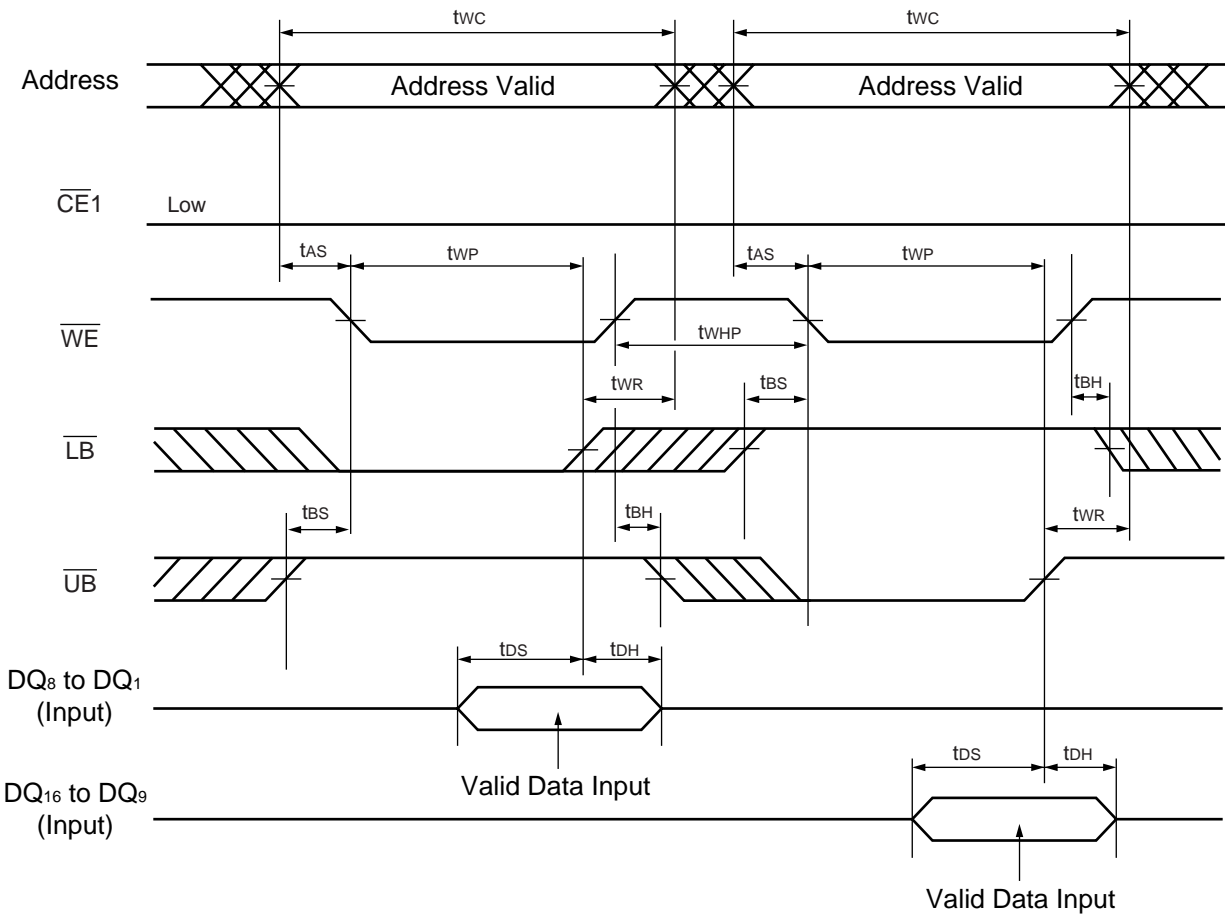 tWC tWC
Address Address Valid Address Valid
CE1 Low
tAS tWP tAS tWP
WE
tWHP
tWR tBS tBH
LB
tBS tBH tWR
UB
tDS tDH
DQ8 to DQ1
(Input)
Valid Data Input
tDS tDH
DQ16 to DQ9
(Input)
Valid Data Input